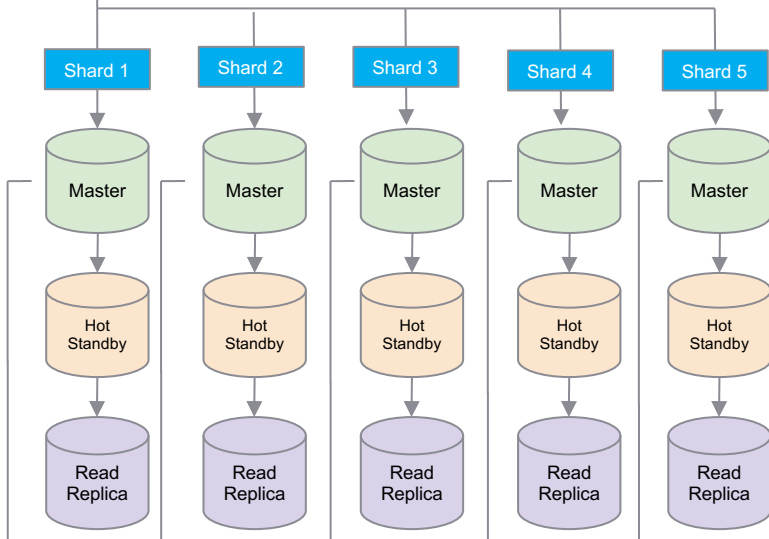 Shard 1
Shard 2
Shard 3
Shard 4
Shard 5
Master
Master
Master
Master
Master
Hot
Standby
Hot
Standby
Hot
Standby
Hot
Standby
Hot
Standby
Read
Replica
Read
Replica
Read
Replica
Read
Replica
Read
Replica